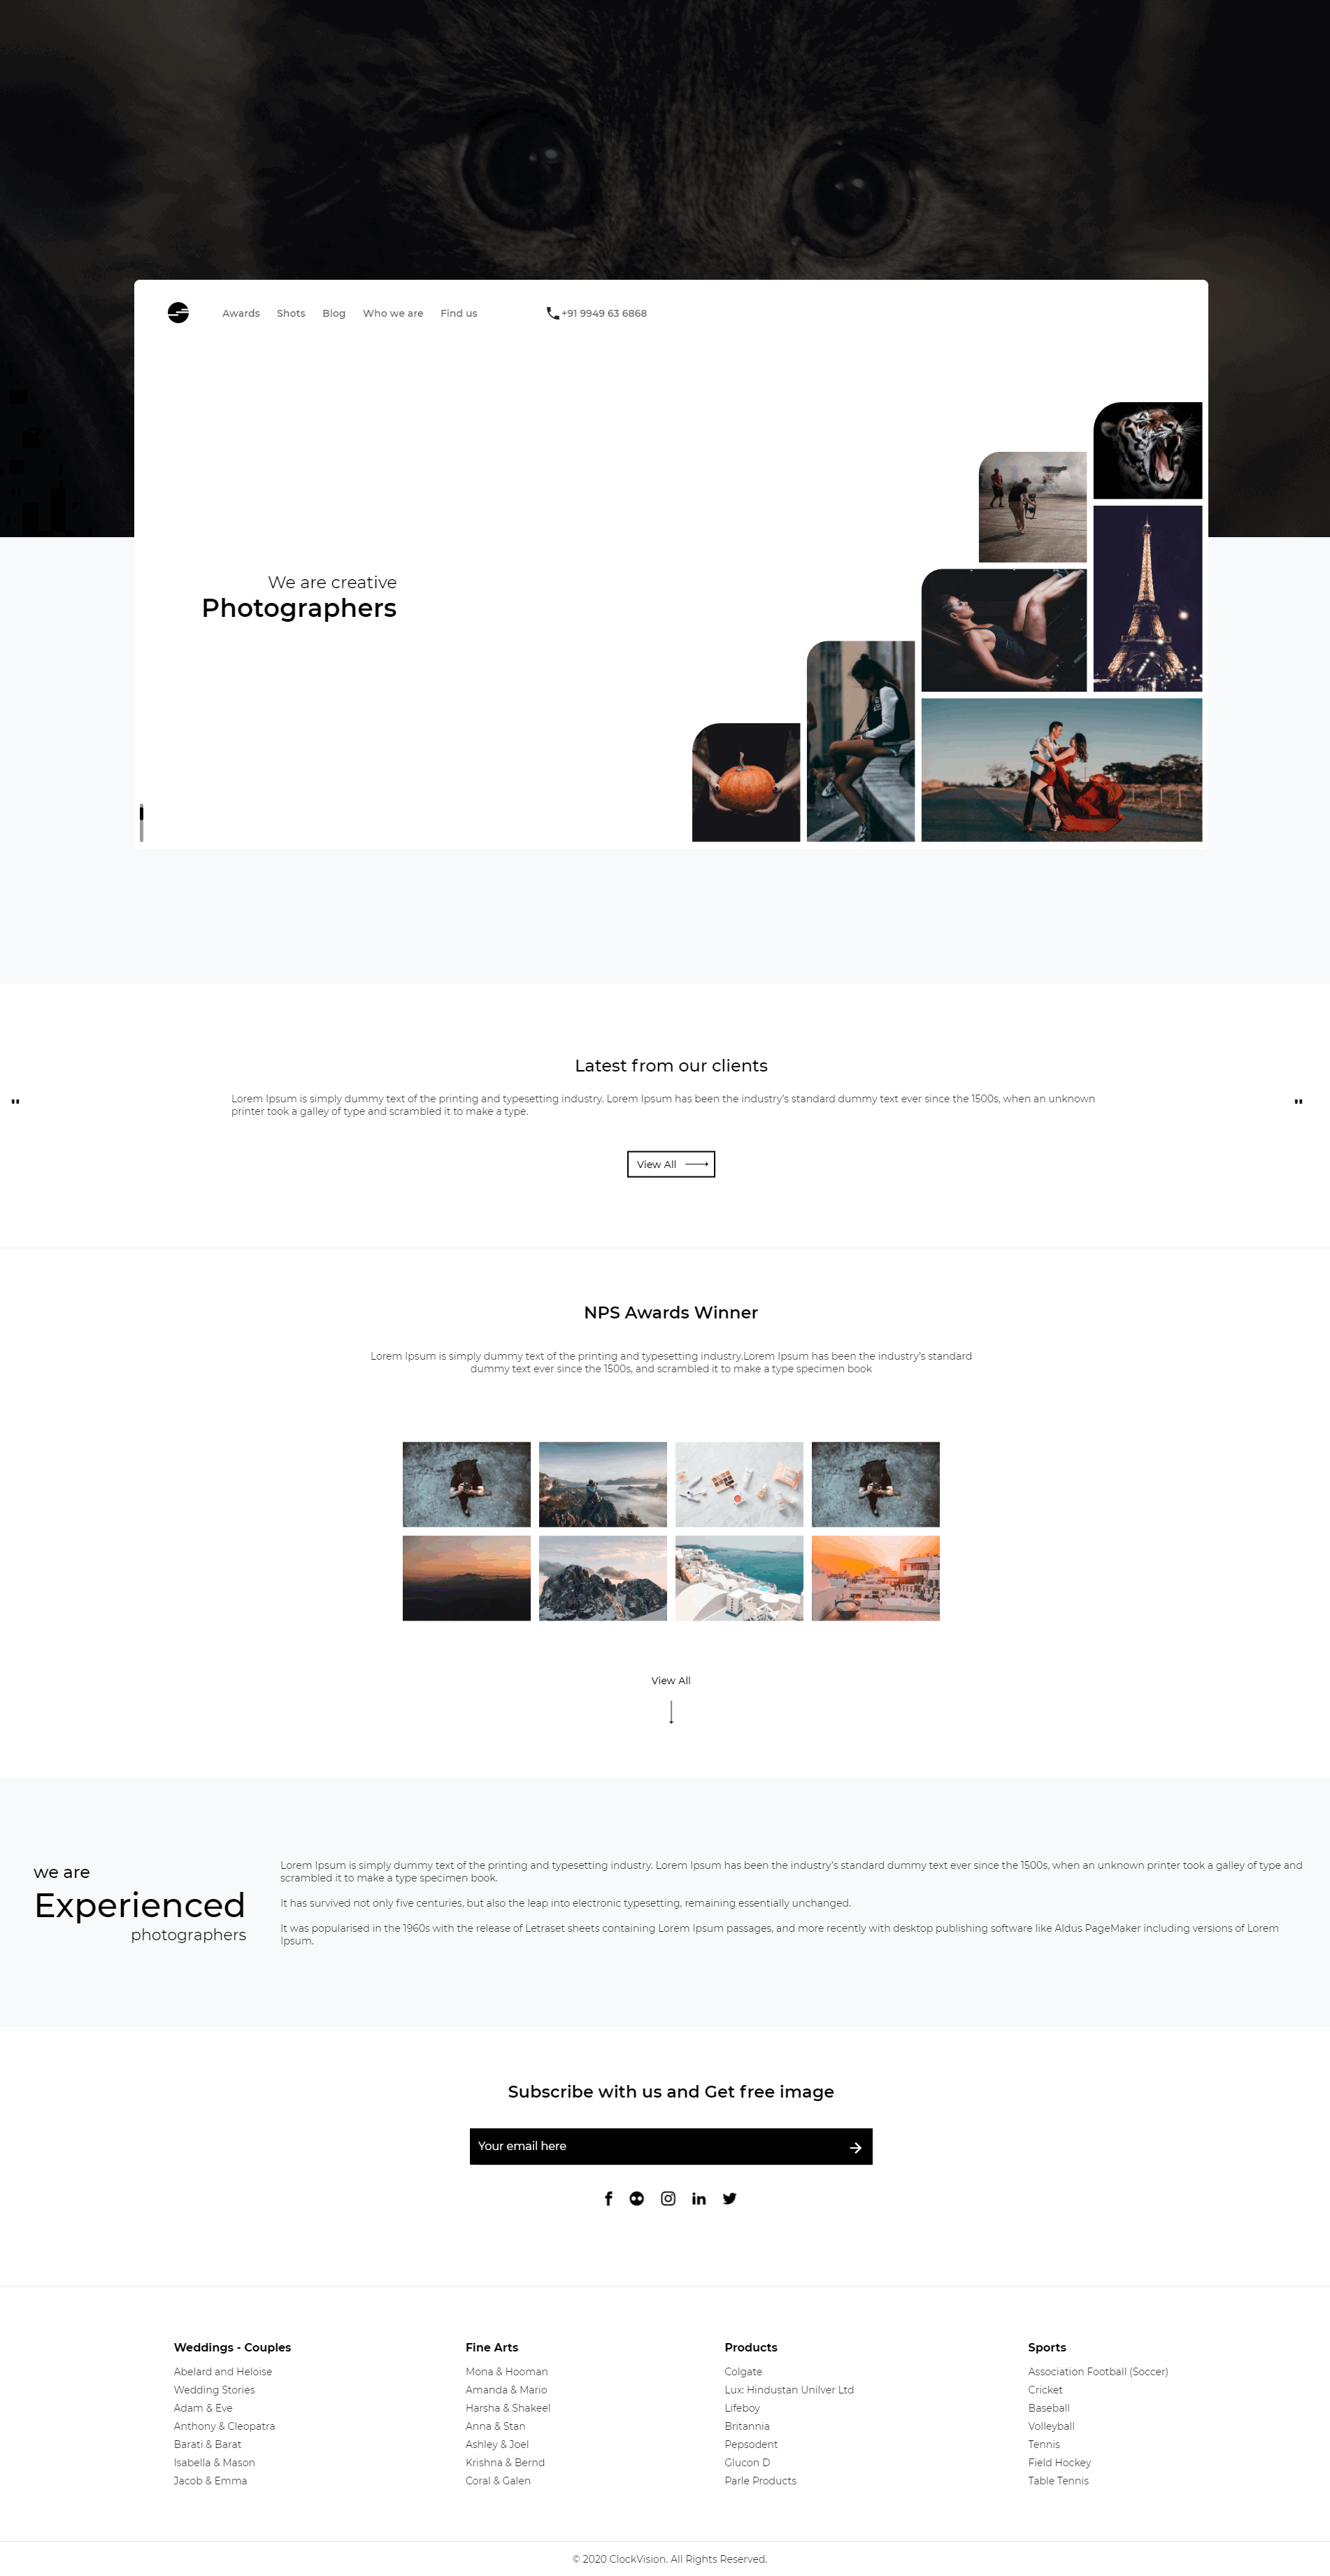 Awards Shots Blog Who we are Find us +91 9949 63 6868
We are creative
Photographers
Latest from our clients
" Lorem Ipsum is simply dummy text of the printing and typesetting industry. Lorem Ipsum has been the industry's standard dummy text ever since the 1500s, when an unknown "
printer took a galley of type and scrambled it to make a type.
View All
NPS Awards Winner
Lorem Ipsum is simply dummy text of the printing and typesetting industry.Lorem Ipsum has been the industry's standard
dummy text ever since the 1500s, and scrambled it to make a type specimen book
View All
we are
Experienced
photographers
Lorem Ipsum is simply dummy text of the printing and typesetting industry. Lorem Ipsum has been the industry's standard dummy text ever since the 1500s, when an unknown printer took a galley of type and
scrambled it to make a type specimen book.
It has survived not only five centuries, but also the leap into electronic typesetting, remaining essentially unchanged.
It was popularised in the 1960s with the release of Letraset sheets containing Lorem Ipsum passages, and more recently with desktop publishing software like Aldus PageMaker including versions of Lorem
Ipsum.
Subscribe with us and Get free image
Your email here
Weddings - Couples
Abelard and Heloise
Wedding Stories
Adam & Eve
Anthony & Cleopatra
Barati & Barat
Isabella & Mason
Jacob & Emma
Fine Arts
Mona & Hooman
Amanda & Mario
Harsha & Shakeel
Anna & Stan
Ashley & Joel
Krishna & Bernd
Coral & Galen
Products
Colgate
Lux: Hindustan Unilver Ltd
Lifeboy
Britannia
Pepsodent
Glucon D
Parle Products
Sports
Association Football (Soccer)
Cricket
Baseball
Volleyball
Tennis
Field Hockey
Table Tennis
© 2020 ClockVision. All Rights Reserved.